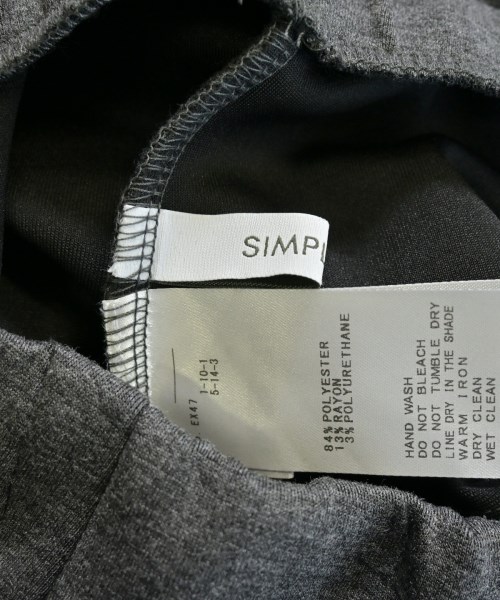 SIMPL
EX47
1-10-1
5-14-3
84% POLYESTER
13% RAYON
3% POLYURETHANE
HAND WASH
DO NOT BLEACH
DO NOT TUMBLE DRY
LINE DRY IN THE SHADE
WARM IRON
DRY CLEAN
WET CLEAN